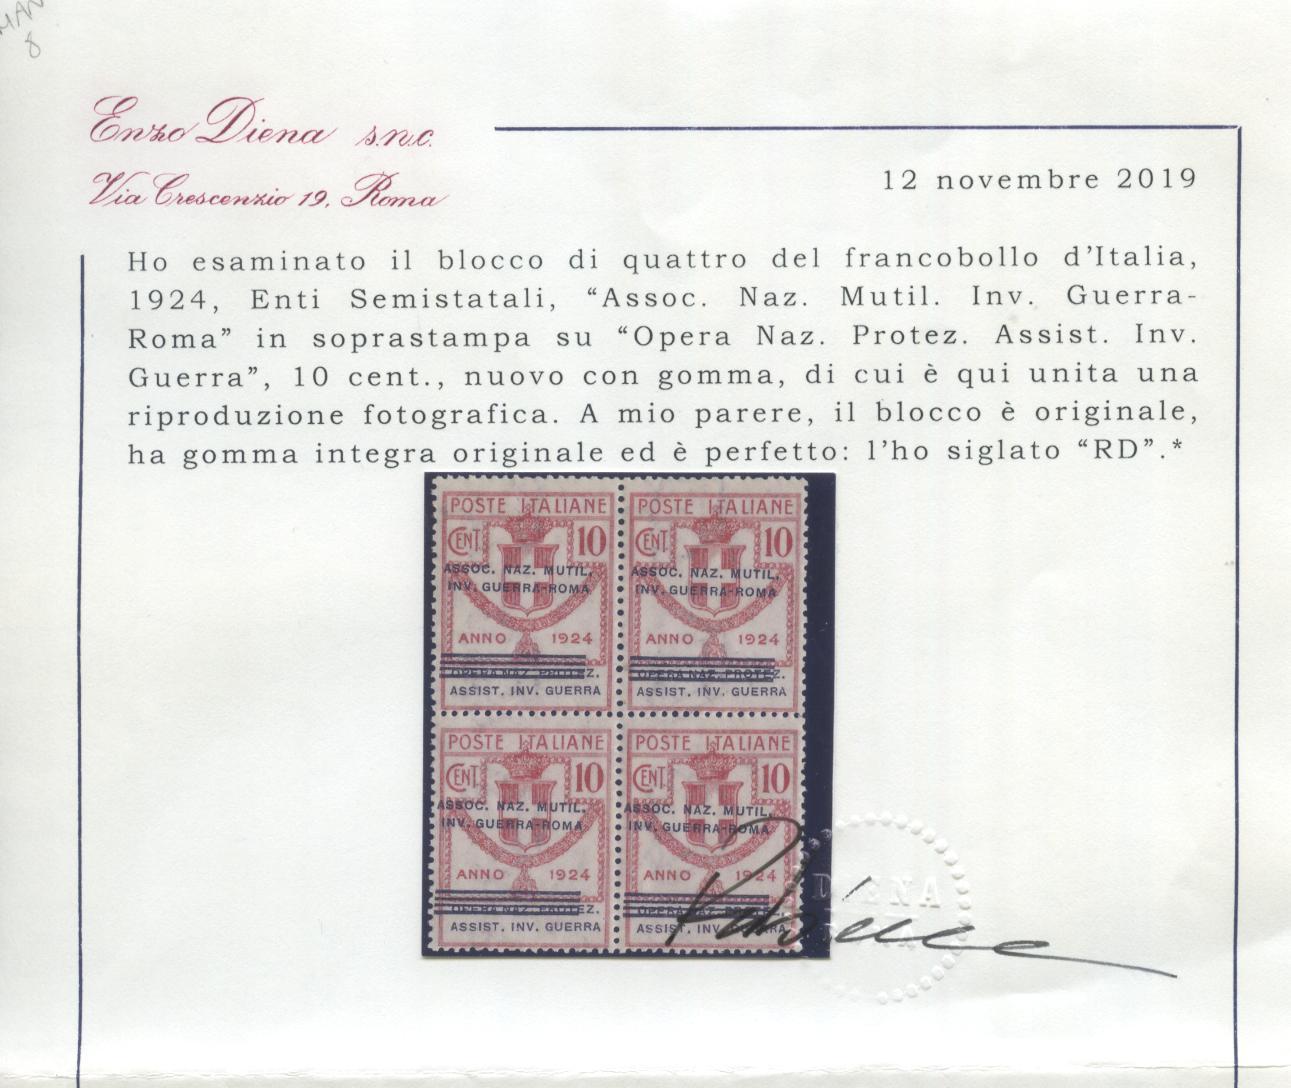 8
Enzo Diena s.n.c.
Via Crescenzio 19, Roma
12 novembre 2019
Ho esaminato il blocco di quattro del francobollo d'Italia,
1924, Enti Semistatali, “Assoc. Naz. Mutil. Inv. Guerra-
Roma” in soprastampa su “Opera Naz. Protez. Assist. Inv.
Guerra”, 10 cent., nuovo con gomma, di cui è qui unita una
riproduzione fotografica. A mio parere, il blocco è originale,
ha gomma integra originale ed è perfetto: l'ho siglato “RD”.*
POSTE ITALIANE
CENT. 10
ASSOC. NAZ. MUTIL.
INV. GUERRA-ROMA
ANNO 1924
OPERA NAZ. PROTEZ.
ASSIST. INV. GUERRA
POSTE ITALIANE
CENT. 10
ASSOC. NAZ. MUTIL.
INV. GUERRA-ROMA
ANNO 1924
OPERA NAZ. PROTEZ.
ASSIST. INV. GUERRA
POSTE ITALIANE
CENT. 10
ASSOC. NAZ. MUTIL.
INV. GUERRA-ROMA
ANNO 1924
OPERA NAZ. PROTEZ.
ASSIST. INV. GUERRA
POSTE ITALIANE
CENT. 10
ASSOC. NAZ. MUTIL.
INV. GUERRA-ROMA
ANNO 1924
OPERA NAZ. PROTEZ.
ASSIST. INV. GUERRA
DIENA